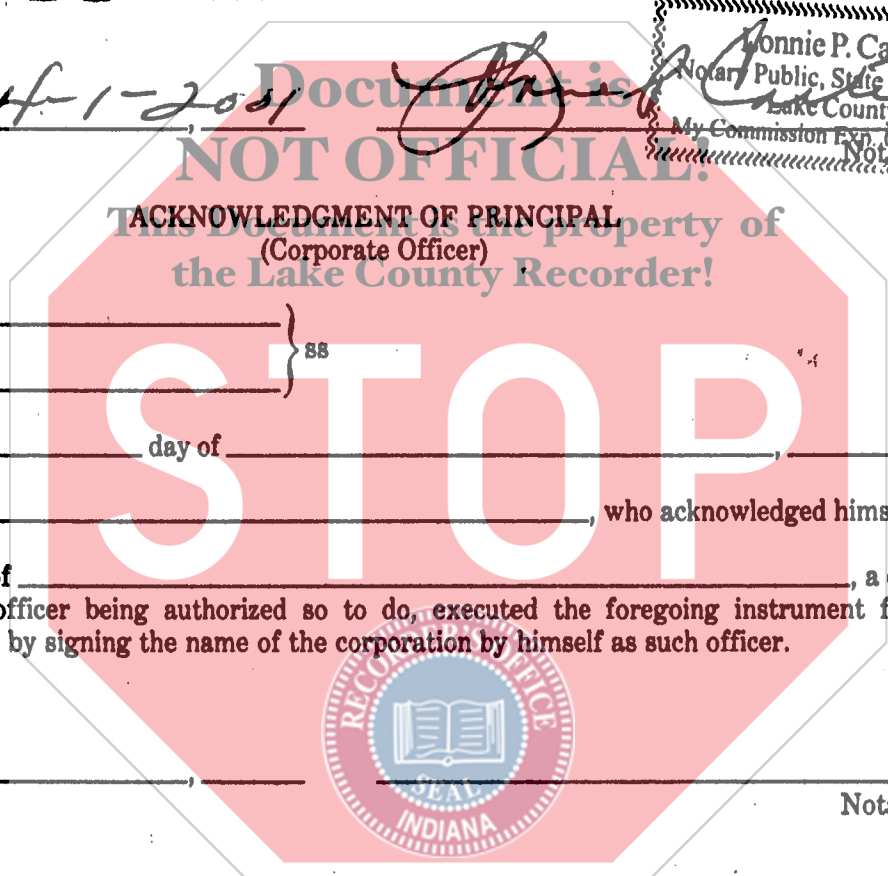 Lonnie P. Ca
Notary Public, State
Lake Count
My Commission Exp.
4-1-2001
Not
Document is
NOT OFFICIAL!
This Document is the property of
the Lake County Recorder!
ACKNOWLEDGMENT OF PRINCIPAL
(Corporate Officer)
ss
STOP
day of
, who acknowledged hims
f , a
officer being authorized so to do, executed the foregoing instrument f
by signing the name of the corporation by himself as such officer.
RECORDER'S OFFICE
SEAL
INDIANA
Nota